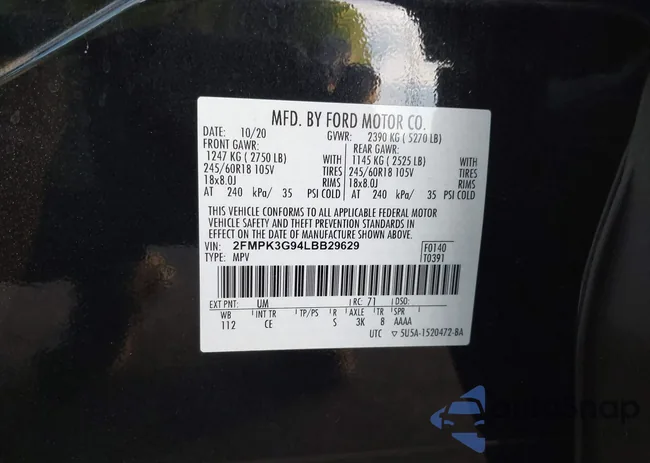 MFD. BY FORD MOTOR CO.
DATE: 10/20 GVWR: 2390 KG ( 5270 LB)
FRONT GAWR: REAR GAWR:
1247 KG ( 2750 LB) WITH 1145 KG ( 2525 LB) WITH
245/60R18 105V TIRES 245/60R18 105V TIRES
18x8.0J RIMS 18x8.0J RIMS
AT 240 kPa/ 35 PSI COLD AT 240 kPa/ 35 PSI COLD
THIS VEHICLE CONFORMS TO ALL APPLICABLE FEDERAL MOTOR
VEHICLE SAFETY AND THEFT PREVENTION STANDARDS IN
EFFECT ON THE DATE OF MANUFACTURE SHOWN ABOVE.
VIN: 2FMPK3G94LBB29629 F0140
TYPE: MPV T0391
EXT PNT: UM RC: 71 DSO:
WB INT TR TP/PS R AXLE TR SPR
112 CE S 3K 8 AAAA
UTC ▽ 5U5A-1520472-BA
AutoSnap